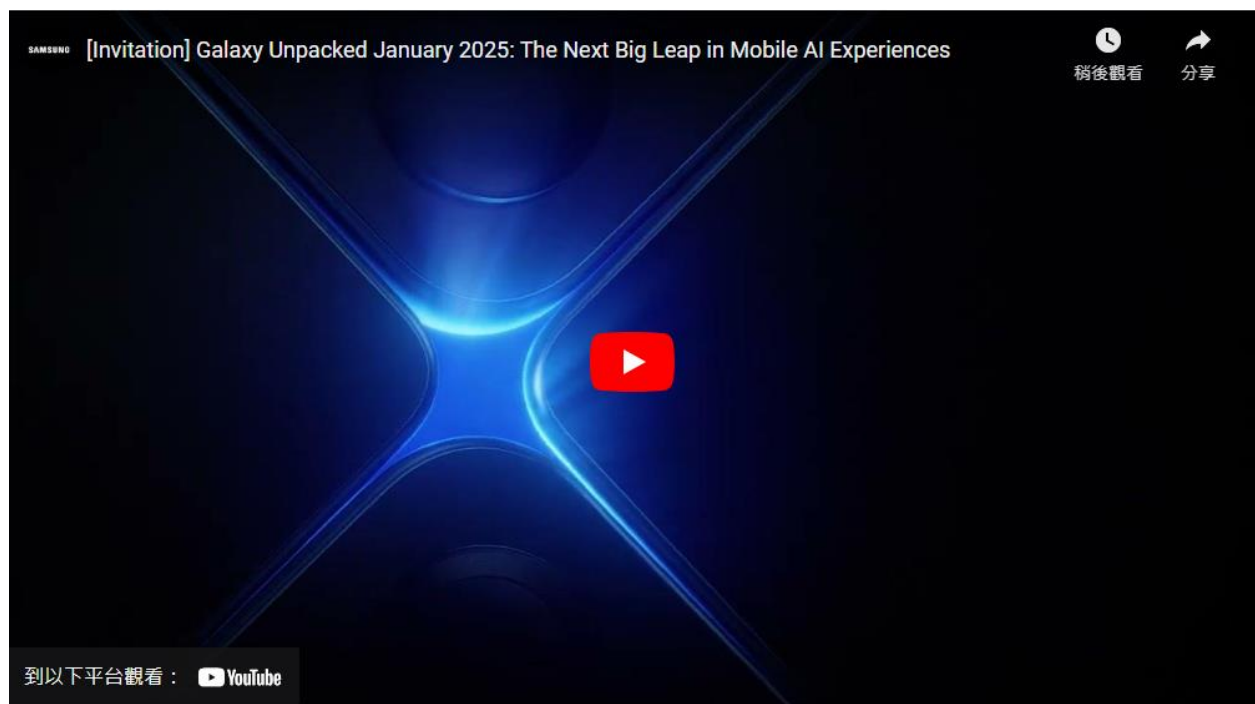 SAMSUNG
[Invitation] Galaxy Unpacked January 2025: The Next Big Leap in Mobile AI Experiences
稍後觀看
分享
到以下平台觀看：
YouTube